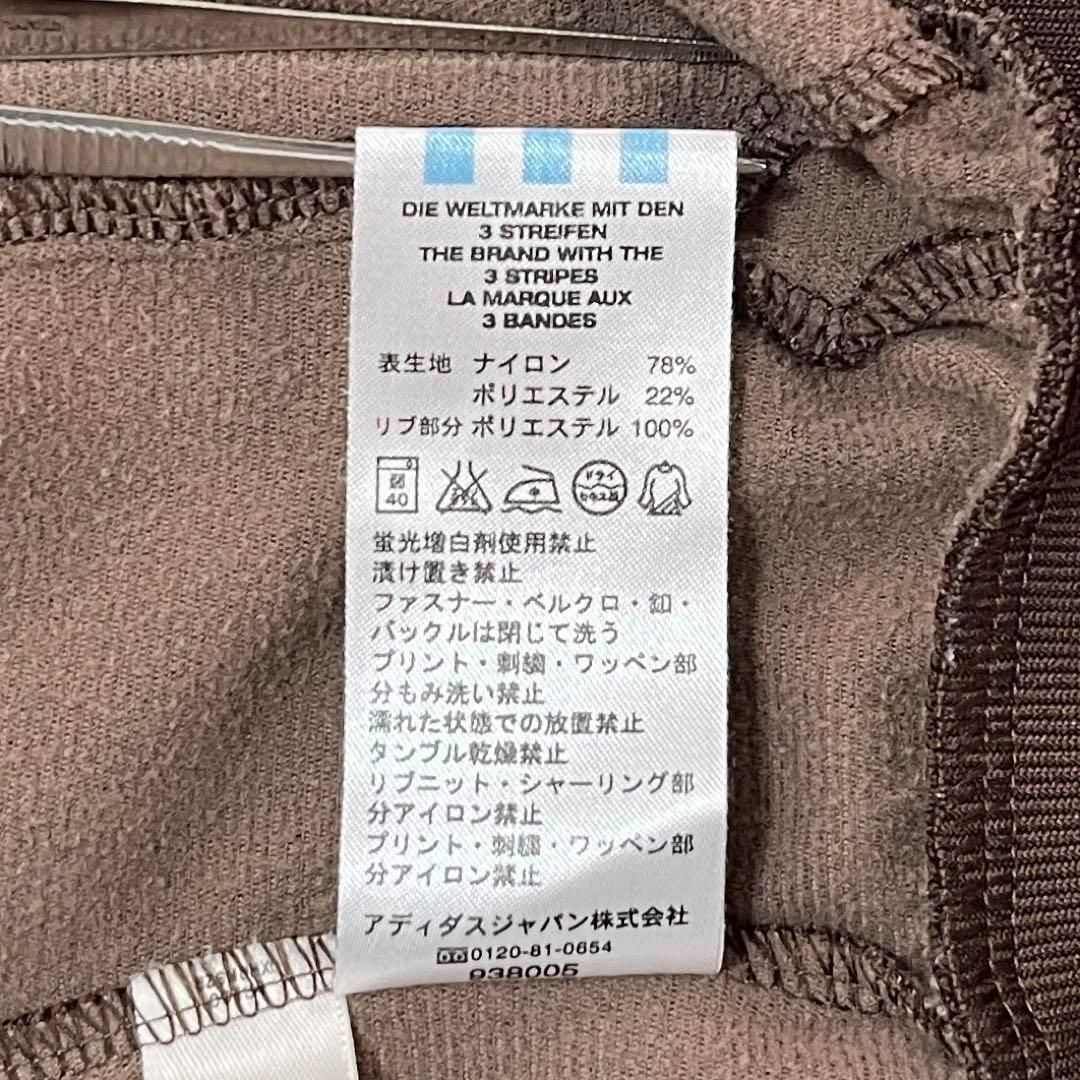 DIE WELTMARKE MIT DEN
3 STREIFEN
THE BRAND WITH THE
3 STRIPES
LA MARQUE AUX
3 BANDES
表生地 ナイロン 78%
ポリエステル 22%
リブ部分 ポリエステル 100%
40
ドライ
蛍光増白剤使用禁止
漬け置き禁止
ファスナー・ベルクロ・釦・
バックルは閉じて洗う
プリント・刺繍・ワッペン部
分もみ洗い禁止
濡れた状態での放置禁止
タンブル乾燥禁止
リブニット・シャーリング部
分アイロン禁止
プリント・刺繍・ワッペン部
分アイロン禁止
アディダスジャパン株式会社
0120-81-0654
938005